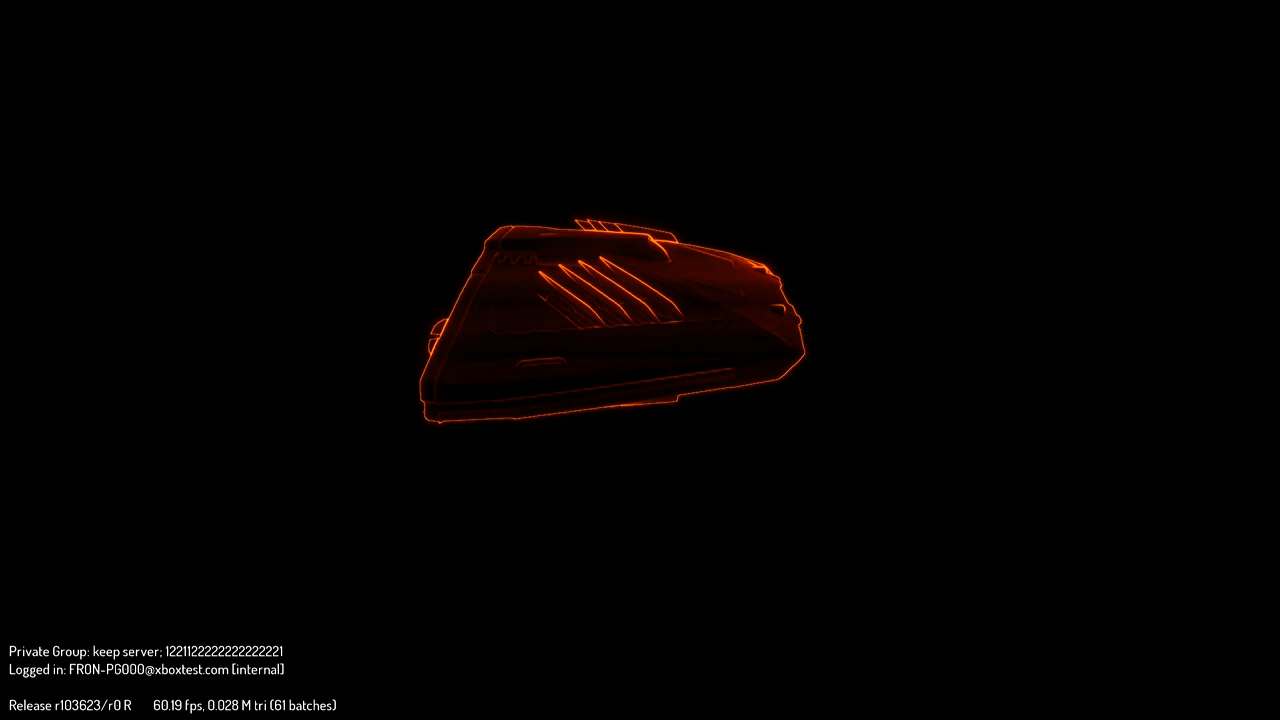 Private Group: keep server; 1221122222222222221
Logged in: FRON-PG000@xboxtest.com [internal]
Release r103623/r0 R 60.19 fps, 0.028 M tri (61 batches)